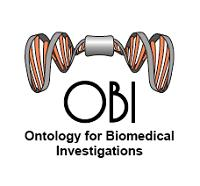 OBI
Ontology for Biomedical
Investigations